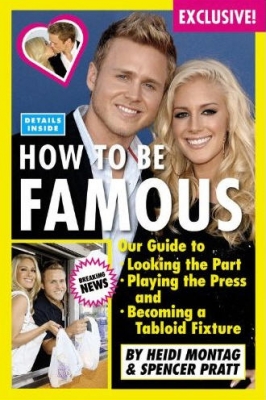 EXCLUSIVE!
DETAILS
INSIDE
HOW TO BE
FAMOUS
Our Guide to
• Looking the Part
• Playing the Press
and
• Becoming a
Tabloid Fixture
BREAKING
NEWS
BY HEIDI MONTAG
& SPENCER PRATT